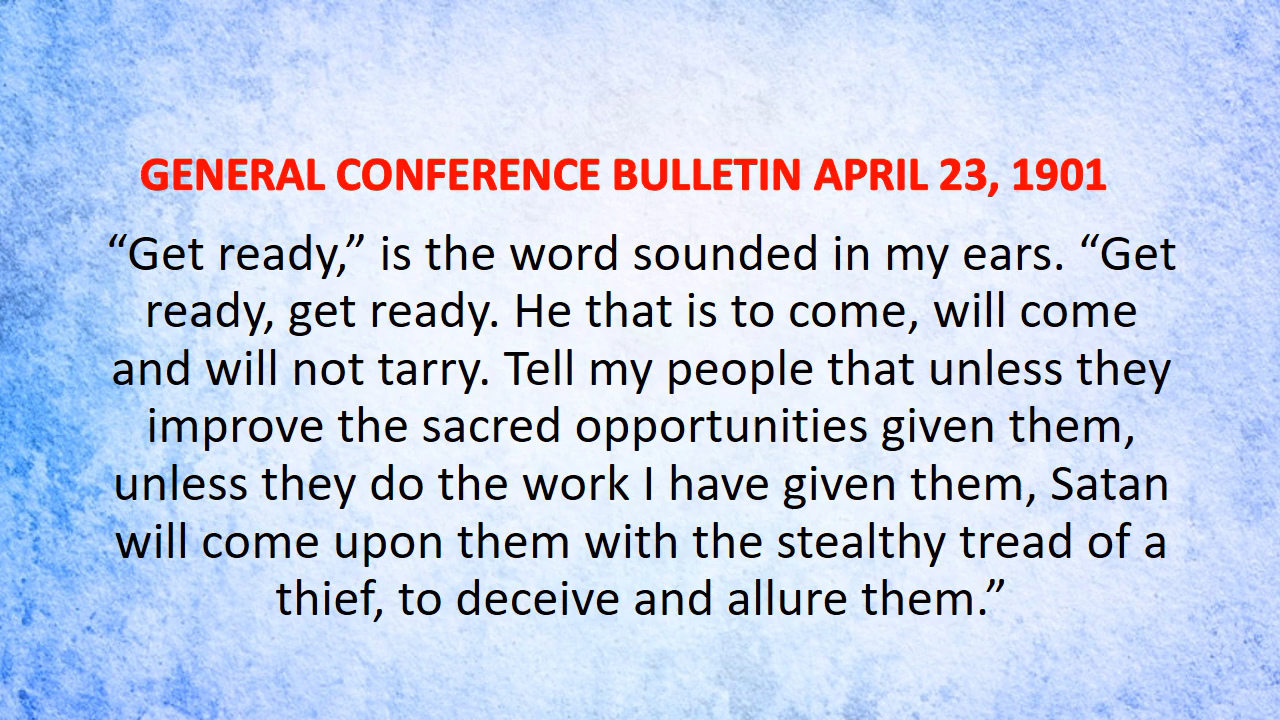 GENERAL CONFERENCE BULLETIN APRIL 23, 1901
“Get ready,” is the word sounded in my ears. “Get
ready, get ready. He that is to come, will come
and will not tarry. Tell my people that unless they
improve the sacred opportunities given them,
unless they do the work I have given them, Satan
will come upon them with the stealthy tread of a
thief, to deceive and allure them.”